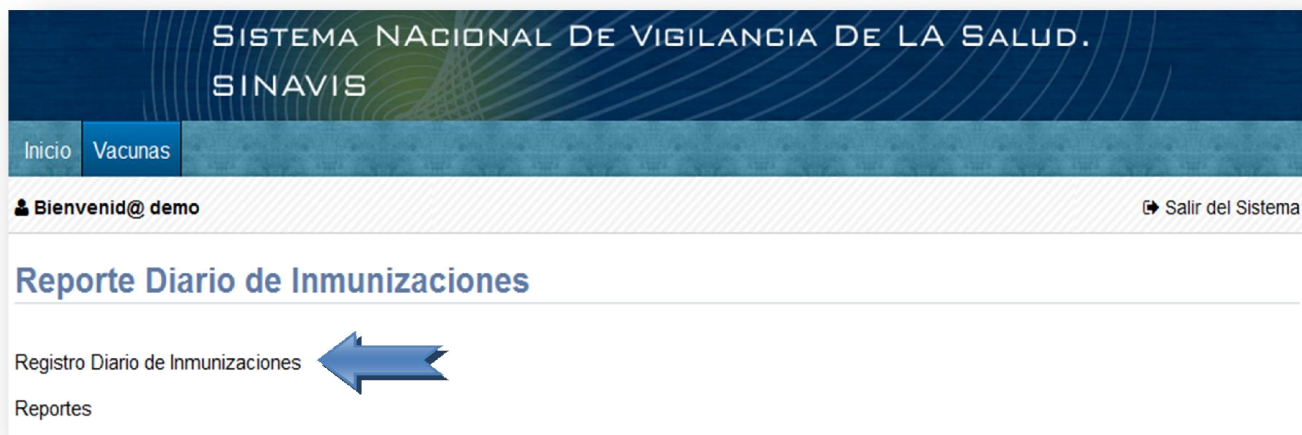 SISTEMA NACIONAL DE VIGILANCIA DE LA SALUD.
SINAVIS
Inicio Vacunas
Bienvenid@ demo Salir del Sistema
Reporte Diario de Inmunizaciones
Registro Diario de Inmunizaciones
Reportes